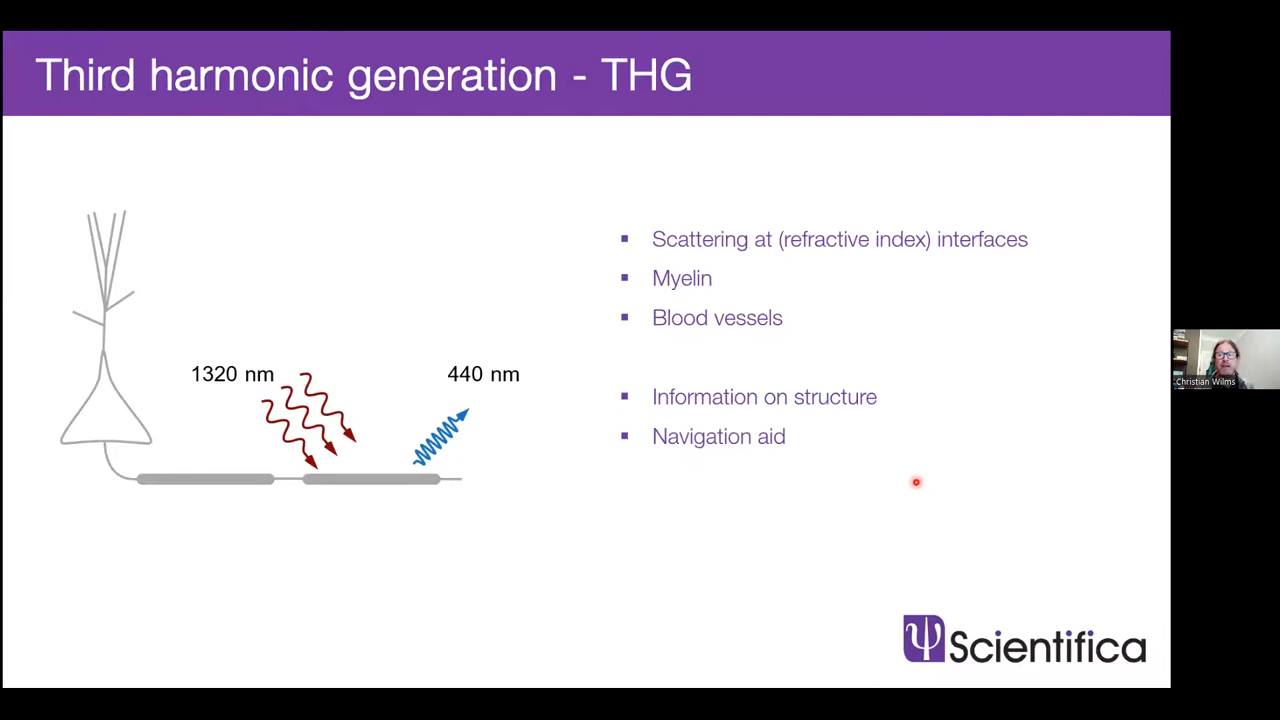 Third harmonic generation - THG
Scattering at (refractive index) interfaces
Myelin
Blood vessels
1320 nm
440 nm
Information on structure
Navigation aid
Christian Wilms
ψ Scientifica